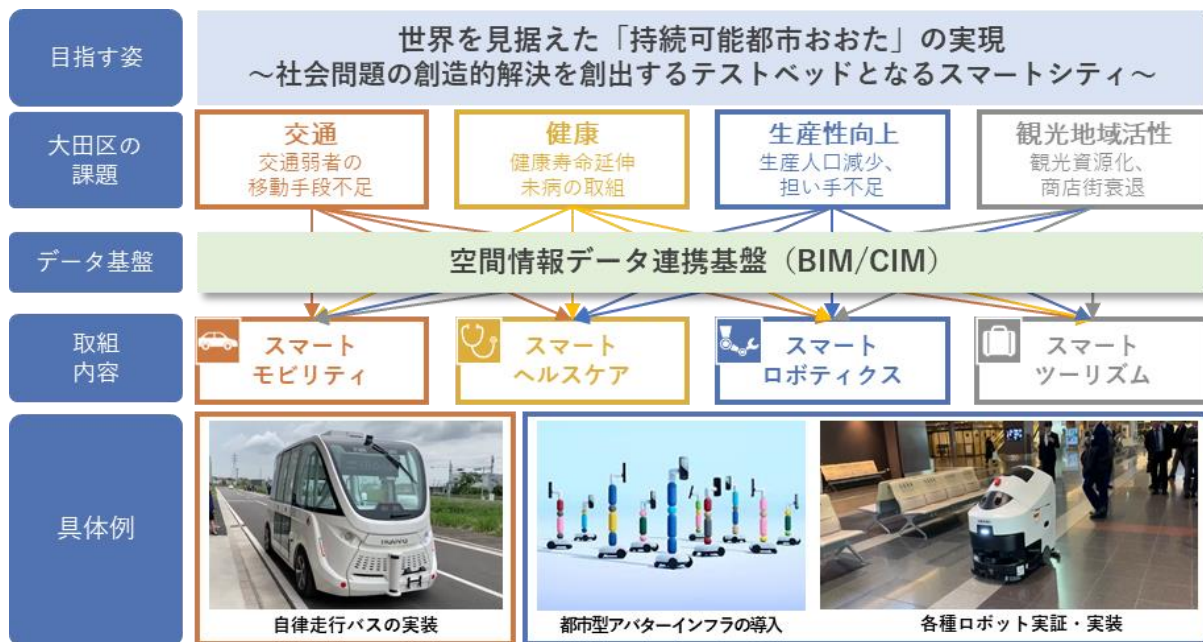 目指す姿
世界を見据えた「持続可能都市おおた」の実現
～社会問題の創造的解決を創出するテストベッドとなるスマートシティ～
大田区の
課題
交通
交通弱者の
移動手段不足
健康
健康寿命延伸
未病の取組
生産性向上
生産人口減少、
担い手不足
観光地域活性
観光資源化、
商店街衰退
データ基盤
空間情報データ連携基盤（BIM/CIM）
取組
内容
スマート
モビリティ
スマート
ヘルスケア
スマート
ロボティクス
スマート
ツーリズム
具体例
自律走行バスの実装
都市型アバターインフラの導入
各種ロボット実証・実装